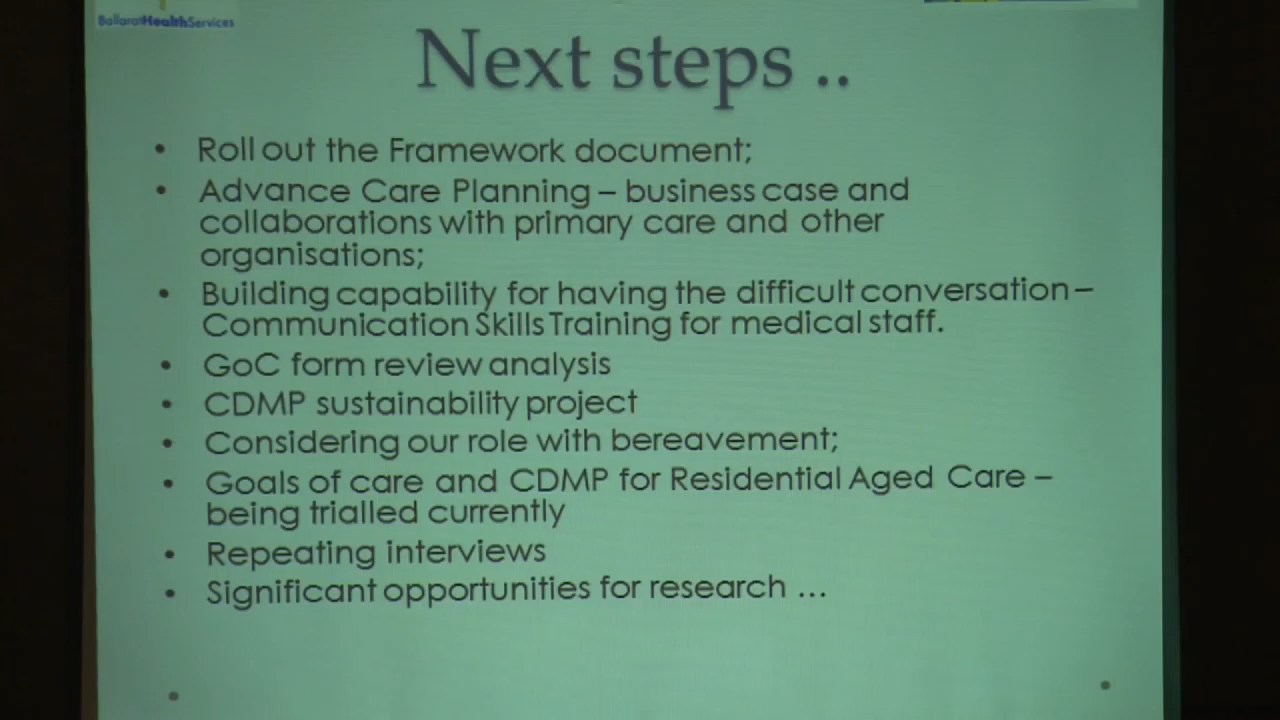 BallaratHealthServices
Next steps ..
• Roll out the Framework document;
• Advance Care Planning – business case and
collaborations with primary care and other
organisations;
• Building capability for having the difficult conversation –
Communication Skills Training for medical staff.
• GoC form review analysis
• CDMP sustainability project
• Considering our role with bereavement;
• Goals of care and CDMP for Residential Aged Care –
being trialled currently
• Repeating interviews
• Significant opportunities for research ...